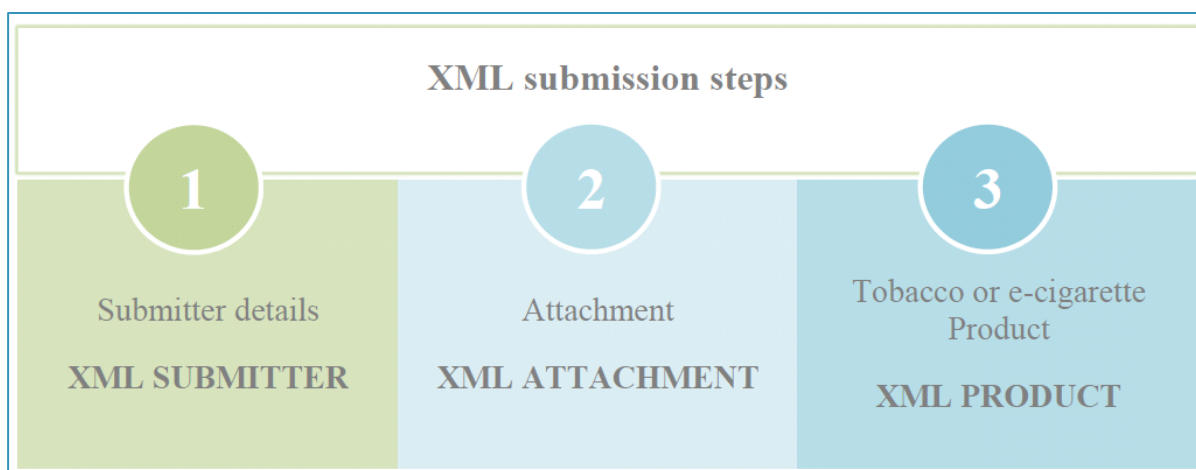 XML submission steps
1
Submitter details
XML SUBMITTER
2
Attachment
XML ATTACHMENT
3
Tobacco or e-cigarette
Product
XML PRODUCT